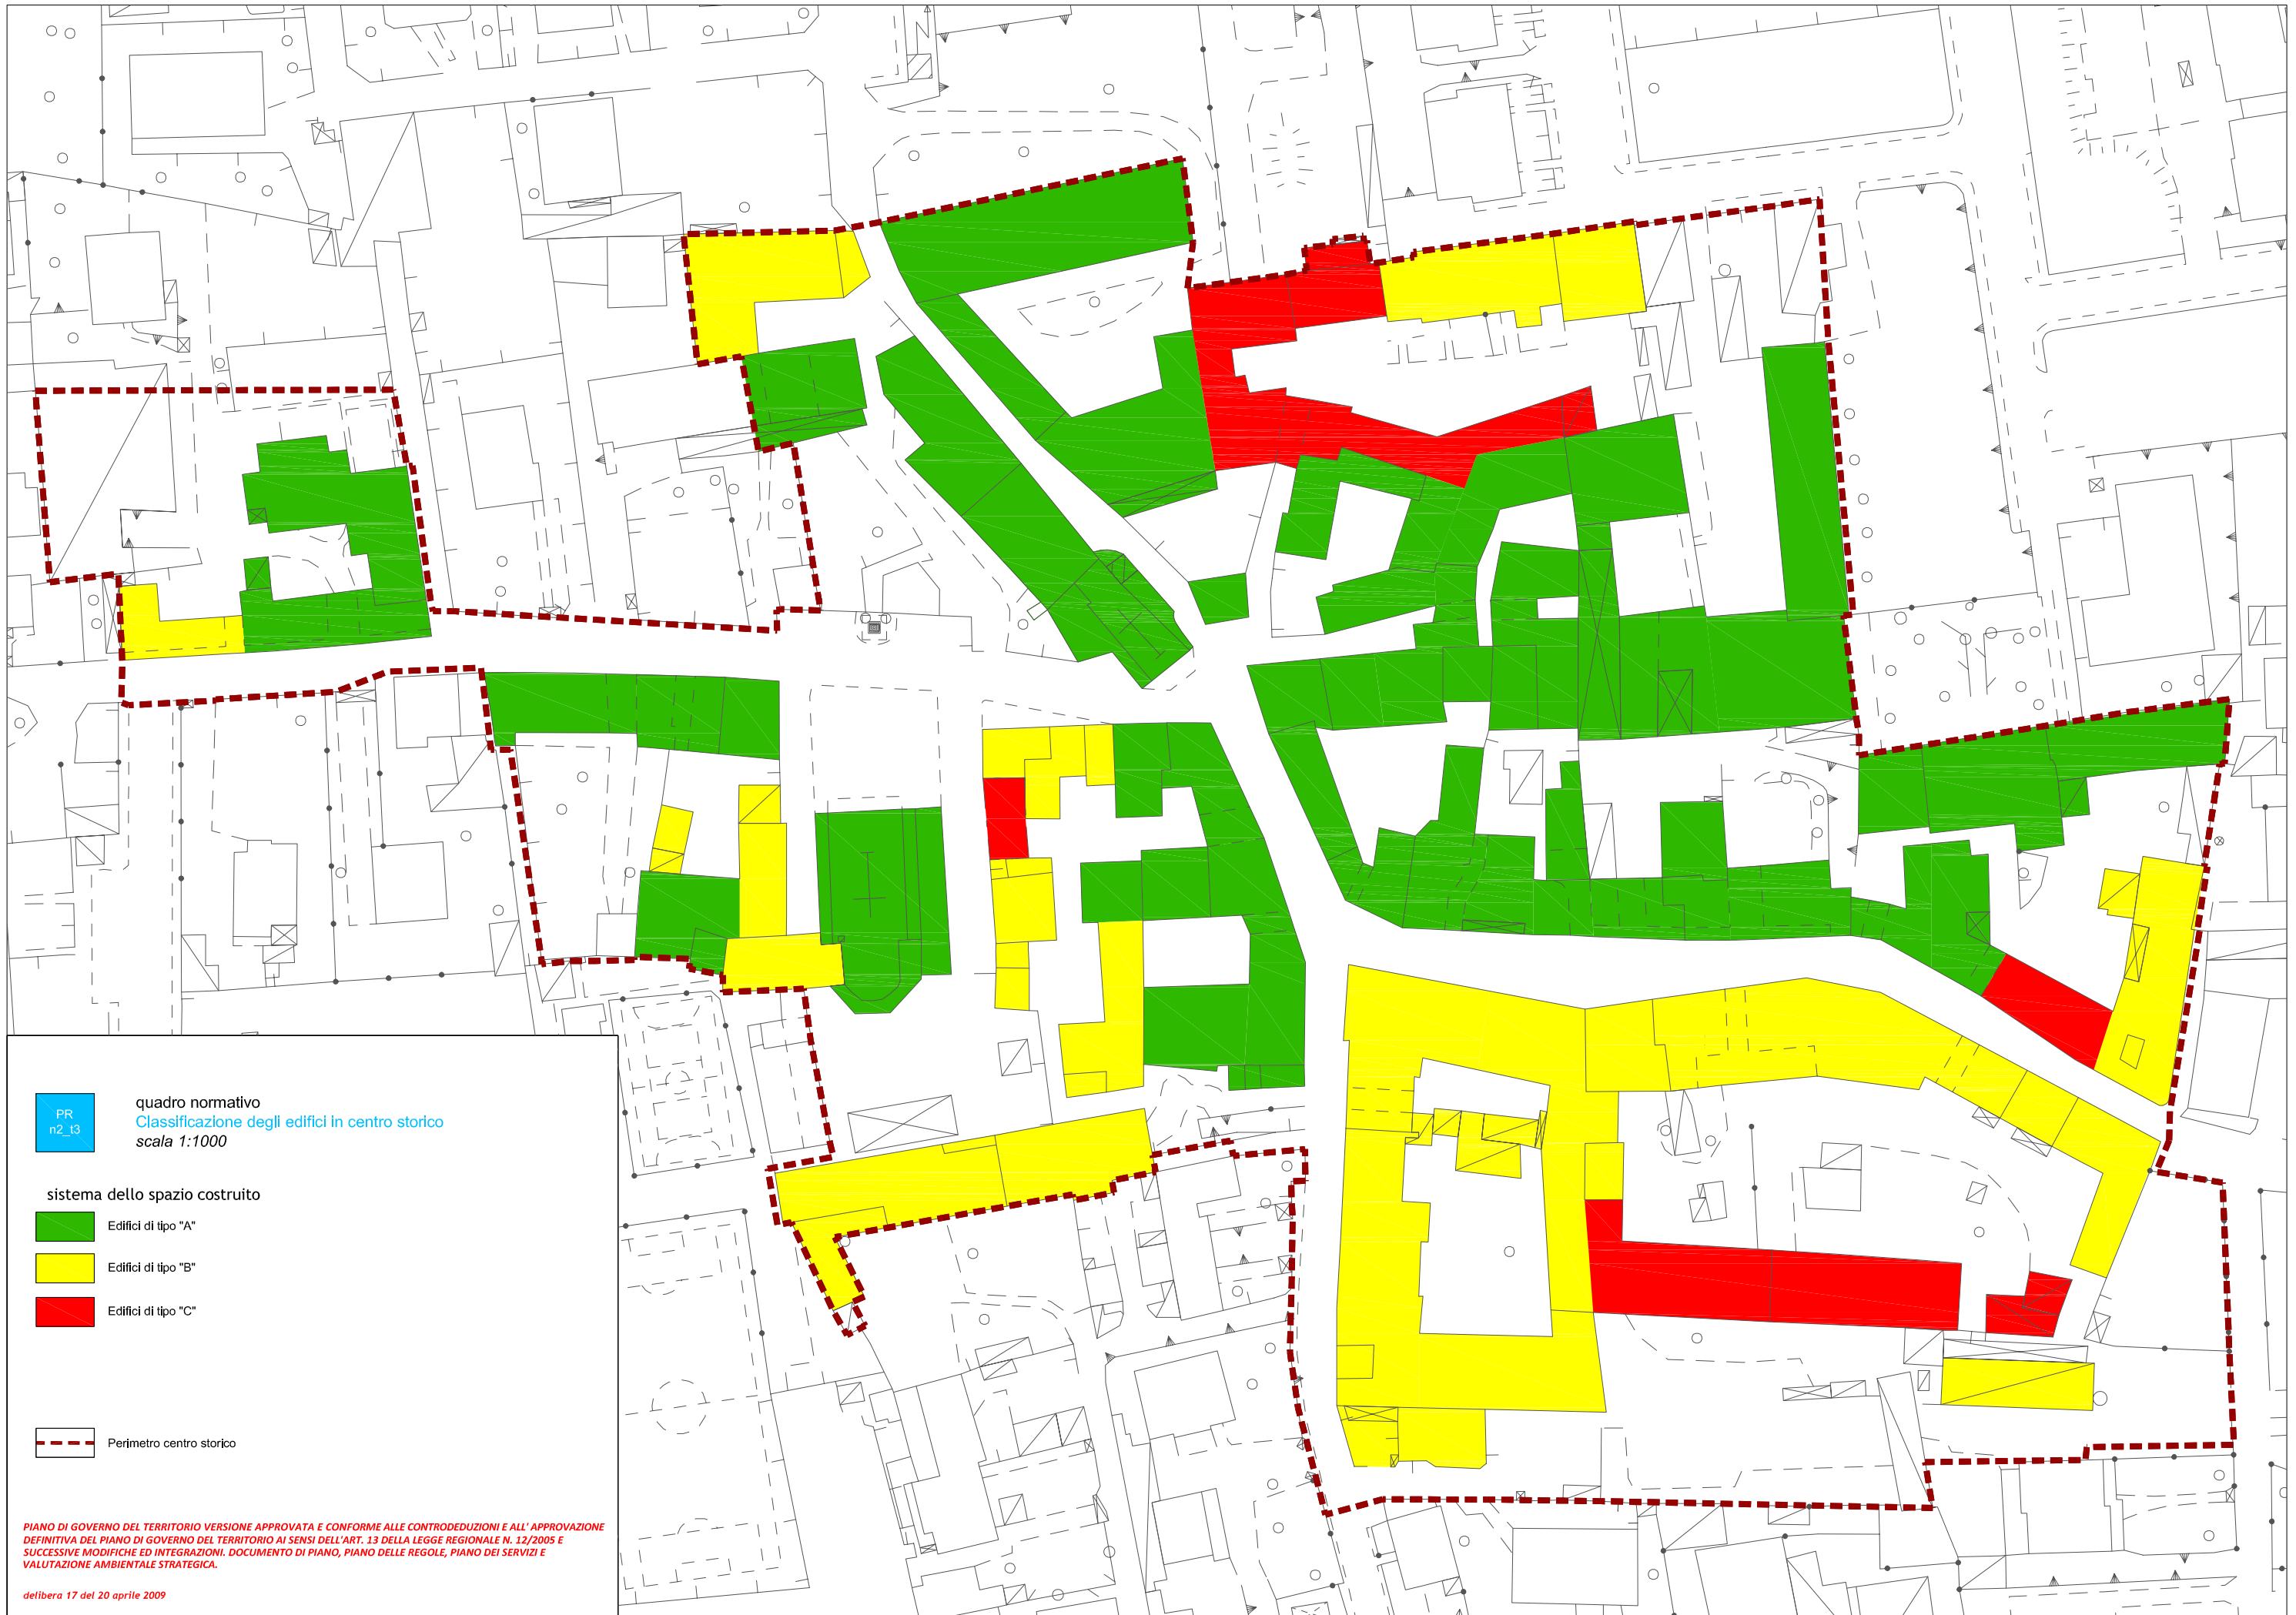 PR
n2_t3
quadro normativo
Classificazione degli edifici in centro storico
scala 1:1000
sistema dello spazio costruito
Edifici di tipo "A"
Edifici di tipo "B"
Edifici di tipo "C"
Perimetro centro storico
PIANO DI GOVERNO DEL TERRITORIO VERSIONE APPROVATA E CONFORME ALLE CONTRODEDUZIONI E ALL' APPROVAZIONE
DEFINITIVA DEL PIANO DI GOVERNO DEL TERRITORIO AI SENSI DELL'ART. 13 DELLA LEGGE REGIONALE N. 12/2005 E
SUCCESSIVE MODIFICHE ED INTEGRAZIONI. DOCUMENTO DI PIANO, PIANO DELLE REGOLE, PIANO DEI SERVIZI E
VALUTAZIONE AMBIENTALE STRATEGICA.
delibera 17 del 20 aprile 2009